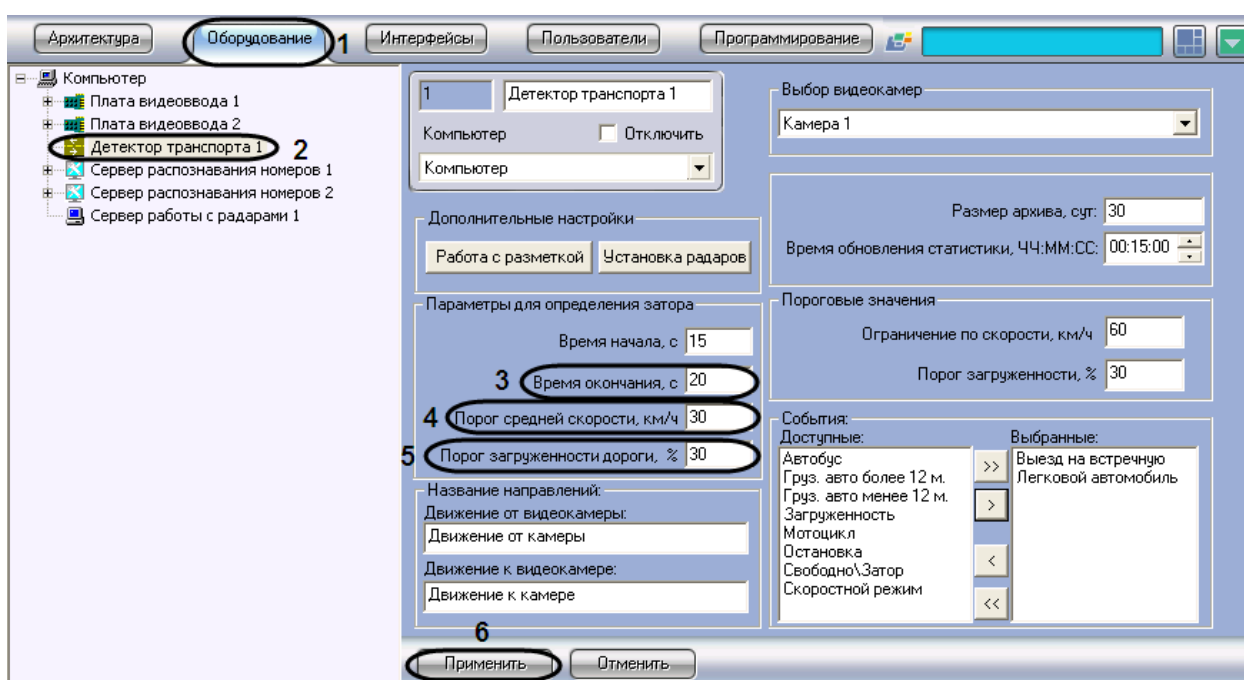 Архитектура
Оборудование
1
Интерфейсы
Пользователи
Программирование
Компьютер
Плата видеоввода 1
Плата видеоввода 2
Детектор транспорта 1
2
Сервер распознавания номеров 1
Сервер распознавания номеров 2
Сервер работы с радарами 1
1
Детектор транспорта 1
Компьютер
Отключить
Компьютер
Дополнительные настройки
Работа с разметкой
Установка радаров
Параметры для определения затора
Время начала, с 15
3 Время окончания, с 20
4 Порог средней скорости, км/ч 30
5 Порог загруженности дороги, % 30
Название направлений:
Движение от видеокамеры:
Движение от камеры
Движение к видеокамере:
Движение к камере
Выбор видеокамер
Камера 1
Размер архива, сут: 30
Время обновления статистики, ЧЧ:ММ:СС: 00:15:00
Пороговые значения
Ограничение по скорости, км/ч 60
Порог загруженности, % 30
События:
Доступные:
Автобус
Груз. авто более 12 м.
Груз. авто менее 12 м.
Загруженность
Мотоцикл
Остановка
Свободно\Затор
Скоростной режим
>>
>
<
<<
Выбранные:
Выезд на встречную
Легковой автомобиль
6
Применить
Отменить